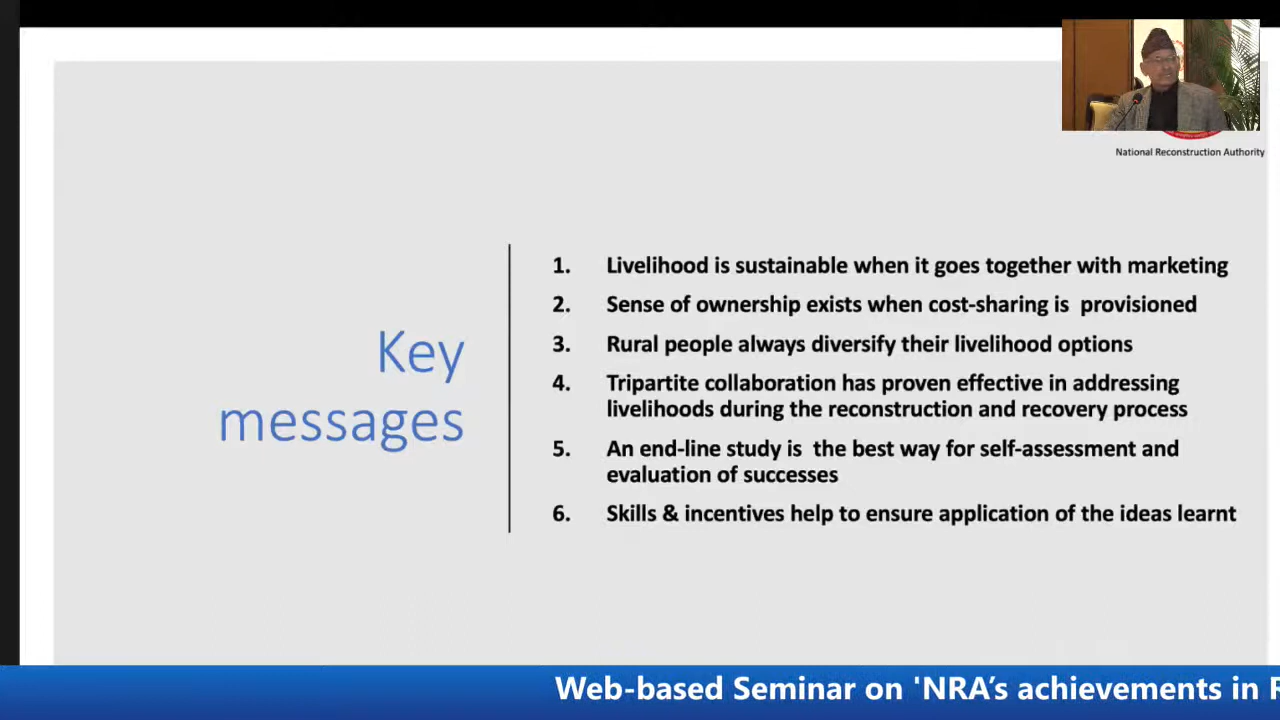 National Reconstruction Authority
Key
messages
1. Livelihood is sustainable when it goes together with marketing
2. Sense of ownership exists when cost-sharing is provisioned
3. Rural people always diversify their livelihood options
4. Tripartite collaboration has proven effective in addressing
livelihoods during the reconstruction and recovery process
5. An end-line study is the best way for self-assessment and
evaluation of successes
6. Skills & incentives help to ensure application of the ideas learnt
Web-based Seminar on 'NRA’s achievements in